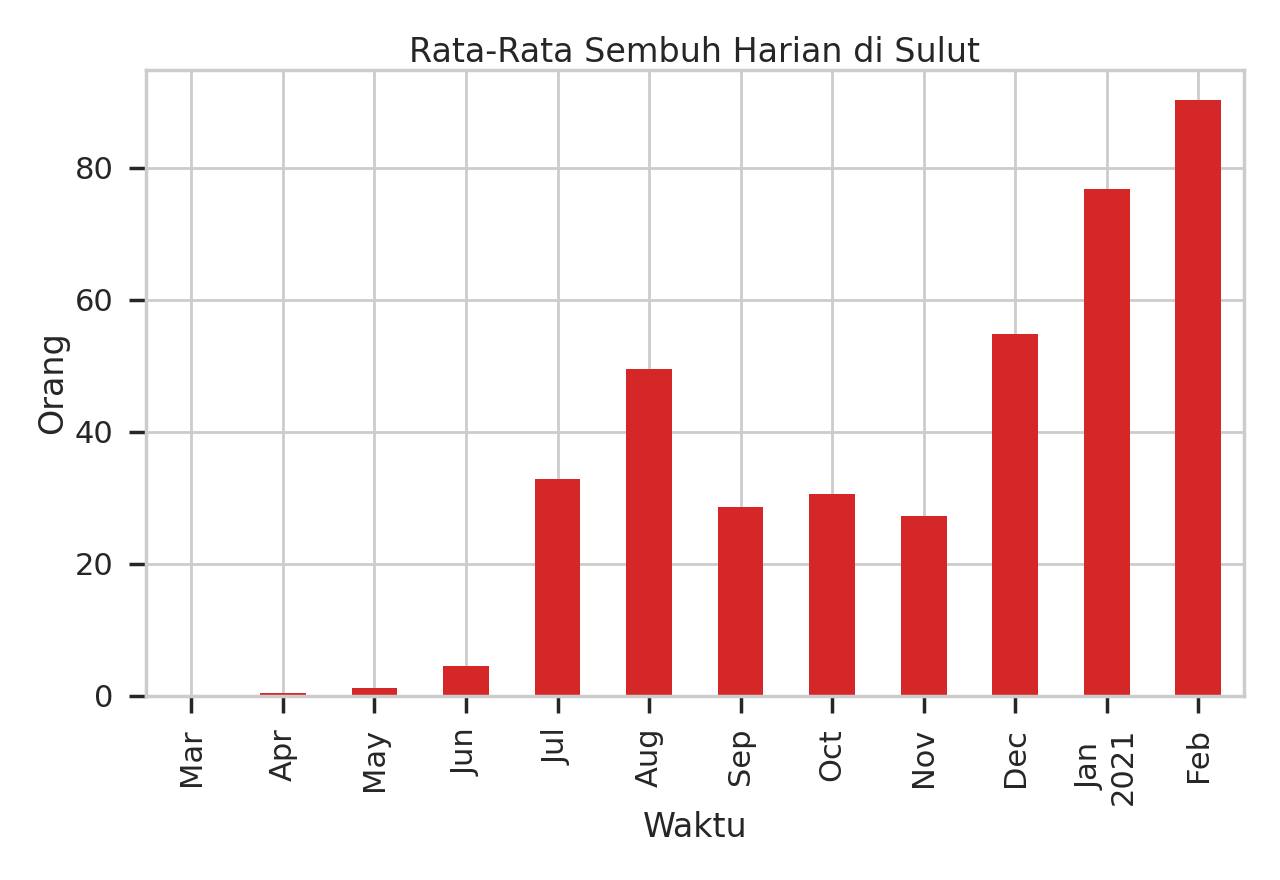 Rata-Rata Sembuh Harian di Sulut
80
60
40
20
0
Orang
Mar
Apr
May
Jun
Jul
Aug
Sep
Oct
Nov
Dec
Jan
2021
Feb
Waktu